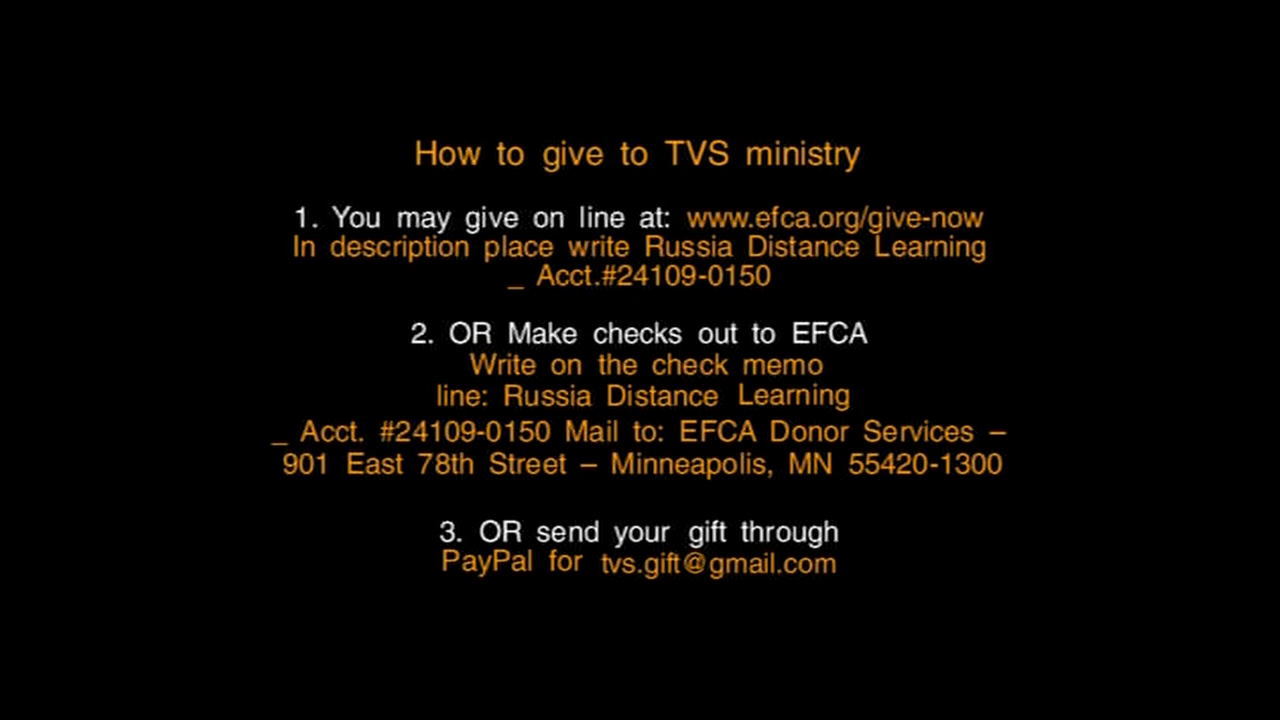 How to give to TVS ministry
1. You may give on line at: www.efca.org/give-now
In description place write Russia Distance Learning
_ Acct.#24109-0150
2. OR Make checks out to EFCA
Write on the check memo
line: Russia Distance Learning
_ Acct. #24109-0150 Mail to: EFCA Donor Services –
901 East 78th Street – Minneapolis, MN 55420-1300
3. OR send your gift through
PayPal for tvs.gift@gmail.com